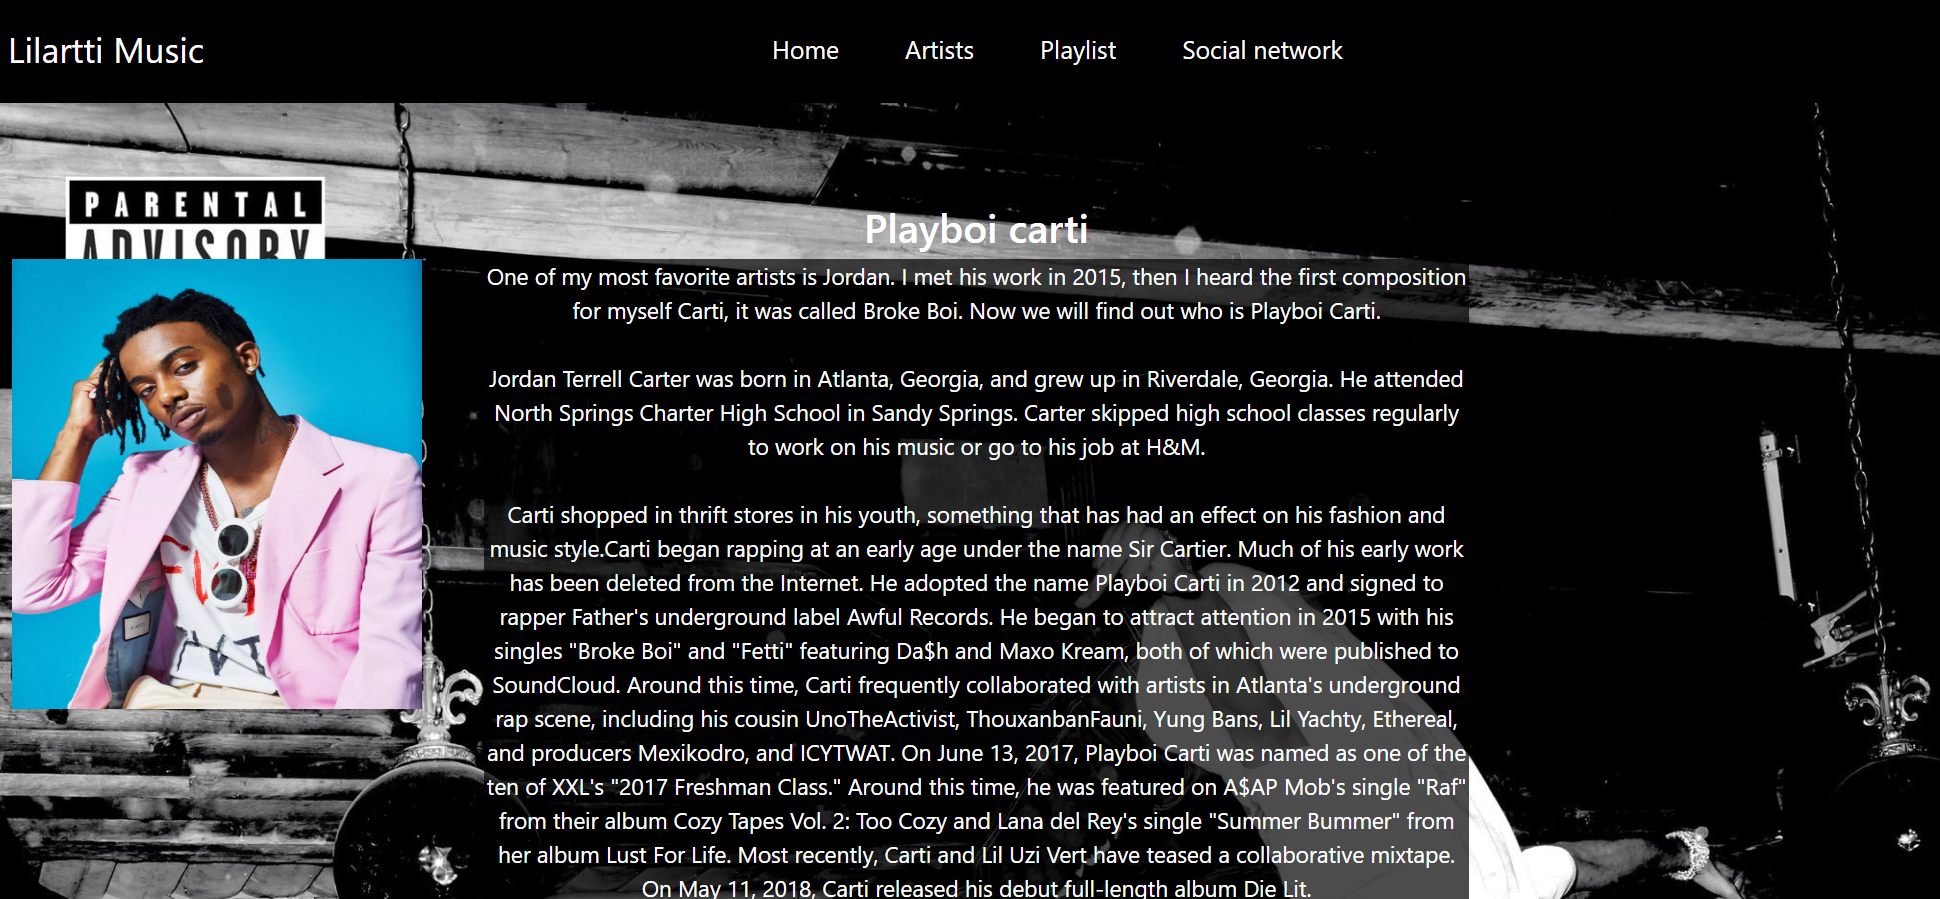 Lilartti Music
Home
Artists
Playlist
Social network
PARENTAL
ADVISORY
Playboi carti
One of my most favorite artists is Jordan. I met his work in 2015, then I heard the first composition
for myself Carti, it was called Broke Boi. Now we will find out who is Playboi Carti.
Jordan Terrell Carter was born in Atlanta, Georgia, and grew up in Riverdale, Georgia. He attended
North Springs Charter High School in Sandy Springs. Carter skipped high school classes regularly
to work on his music or go to his job at H&M.
Carti shopped in thrift stores in his youth, something that has had an effect on his fashion and
music style.Carti began rapping at an early age under the name Sir Cartier. Much of his early work
has been deleted from the Internet. He adopted the name Playboi Carti in 2012 and signed to
rapper Father's underground label Awful Records. He began to attract attention in 2015 with his
singles "Broke Boi" and "Fetti" featuring Da$h and Maxo Kream, both of which were published to
SoundCloud. Around this time, Carti frequently collaborated with artists in Atlanta's underground
rap scene, including his cousin UnoTheActivist, ThouxanbanFauni, Yung Bans, Lil Yachty, Ethereal,
and producers Mexikodro, and ICYTWAT. On June 13, 2017, Playboi Carti was named as one of the
ten of XXL's "2017 Freshman Class." Around this time, he was featured on A$AP Mob's single "Raf"
from their album Cozy Tapes Vol. 2: Too Cozy and Lana del Rey's single "Summer Bummer" from
her album Lust For Life. Most recently, Carti and Lil Uzi Vert have teased a collaborative mixtape.
On May 11, 2018, Carti released his debut full-length album Die Lit.